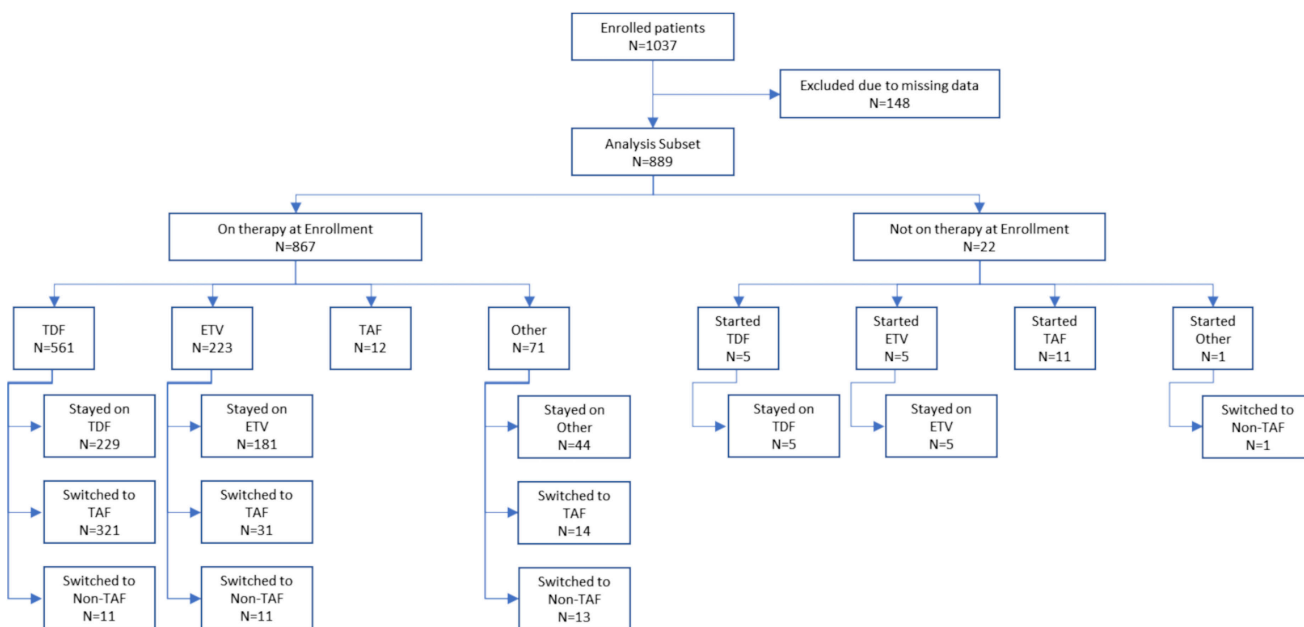 Enrolled patients
N=1037
Excluded due to missing data
N=148
Analysis Subset
N=889
On therapy at Enrollment
N=867
Not on therapy at Enrollment
N=22
TDF
N=561
ETV
N=223
TAF
N=12
Other
N=71
Started
TDF
N=5
Started
ETV
N=5
Started
TAF
N=11
Started
Other
N=1
Stayed on
TDF
N=229
Stayed on
ETV
N=181
Stayed on
Other
N=44
Stayed on
TDF
N=5
Stayed on
ETV
N=5
Switched to
Non-TAF
N=1
Switched to
TAF
N=321
Switched to
TAF
N=31
Switched to
TAF
N=14
Switched to
Non-TAF
N=11
Switched to
Non-TAF
N=11
Switched to
Non-TAF
N=13